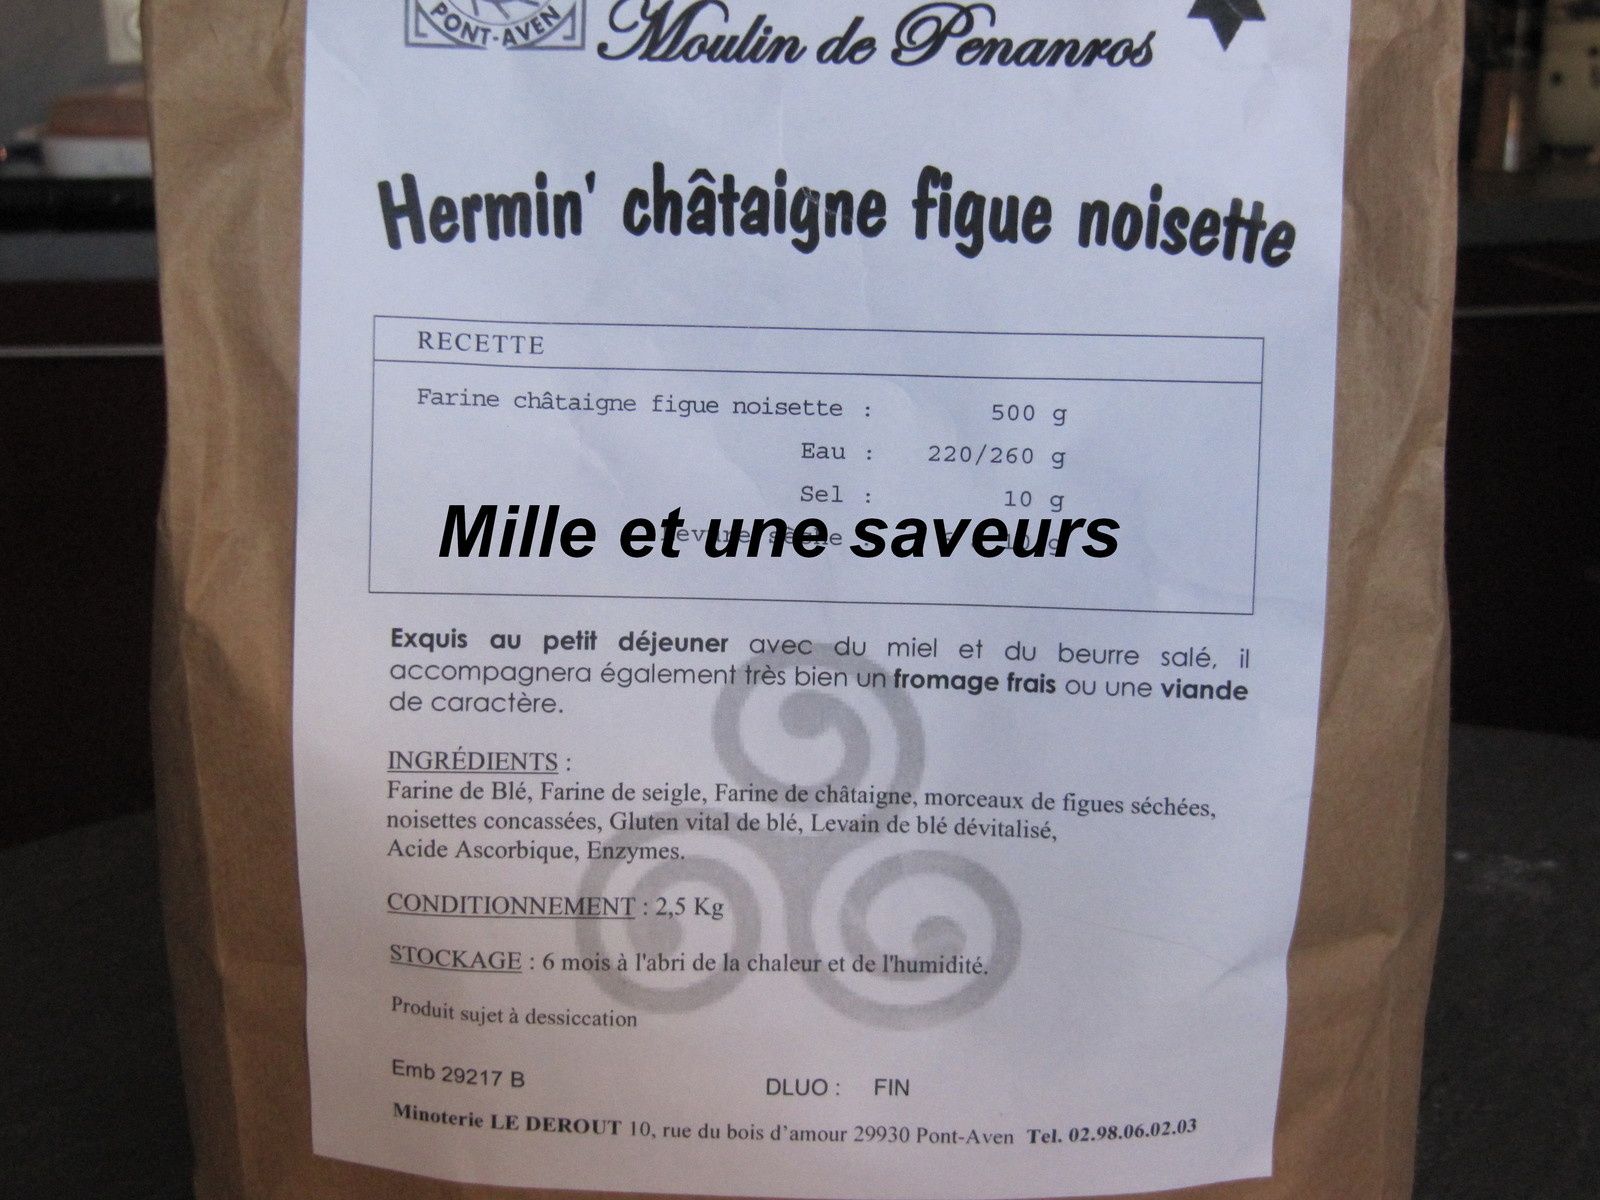 PONT-AVEN
Moulin de Penanros
Hermin' châtaigne figue noisette
RECETTE
Farine châtaigne figue noisette : 500 g
Eau : 220/260 g
Sel : 10 g
Mille et une saveurs
Exquis au petit déjeuner avec du miel et du beurre salé, il
accompagnera également très bien un fromage frais ou une viande
de caractère.
INGRÉDIENTS :
Farine de Blé, Farine de seigle, Farine de châtaigne, morceaux de figues séchées,
noisettes concassées, Gluten vital de blé, Levain de blé dévitalisé,
Acide Ascorbique, Enzymes.
CONDITIONNEMENT : 2,5 Kg
STOCKAGE : 6 mois à l'abri de la chaleur et de l'humidité.
Produit sujet à dessiccation
Emb 29217 B
DLUO : FIN
Minoterie LE DEROUT 10, rue du bois d'amour 29930 Pont-Aven Tel. 02.98.06.02.03